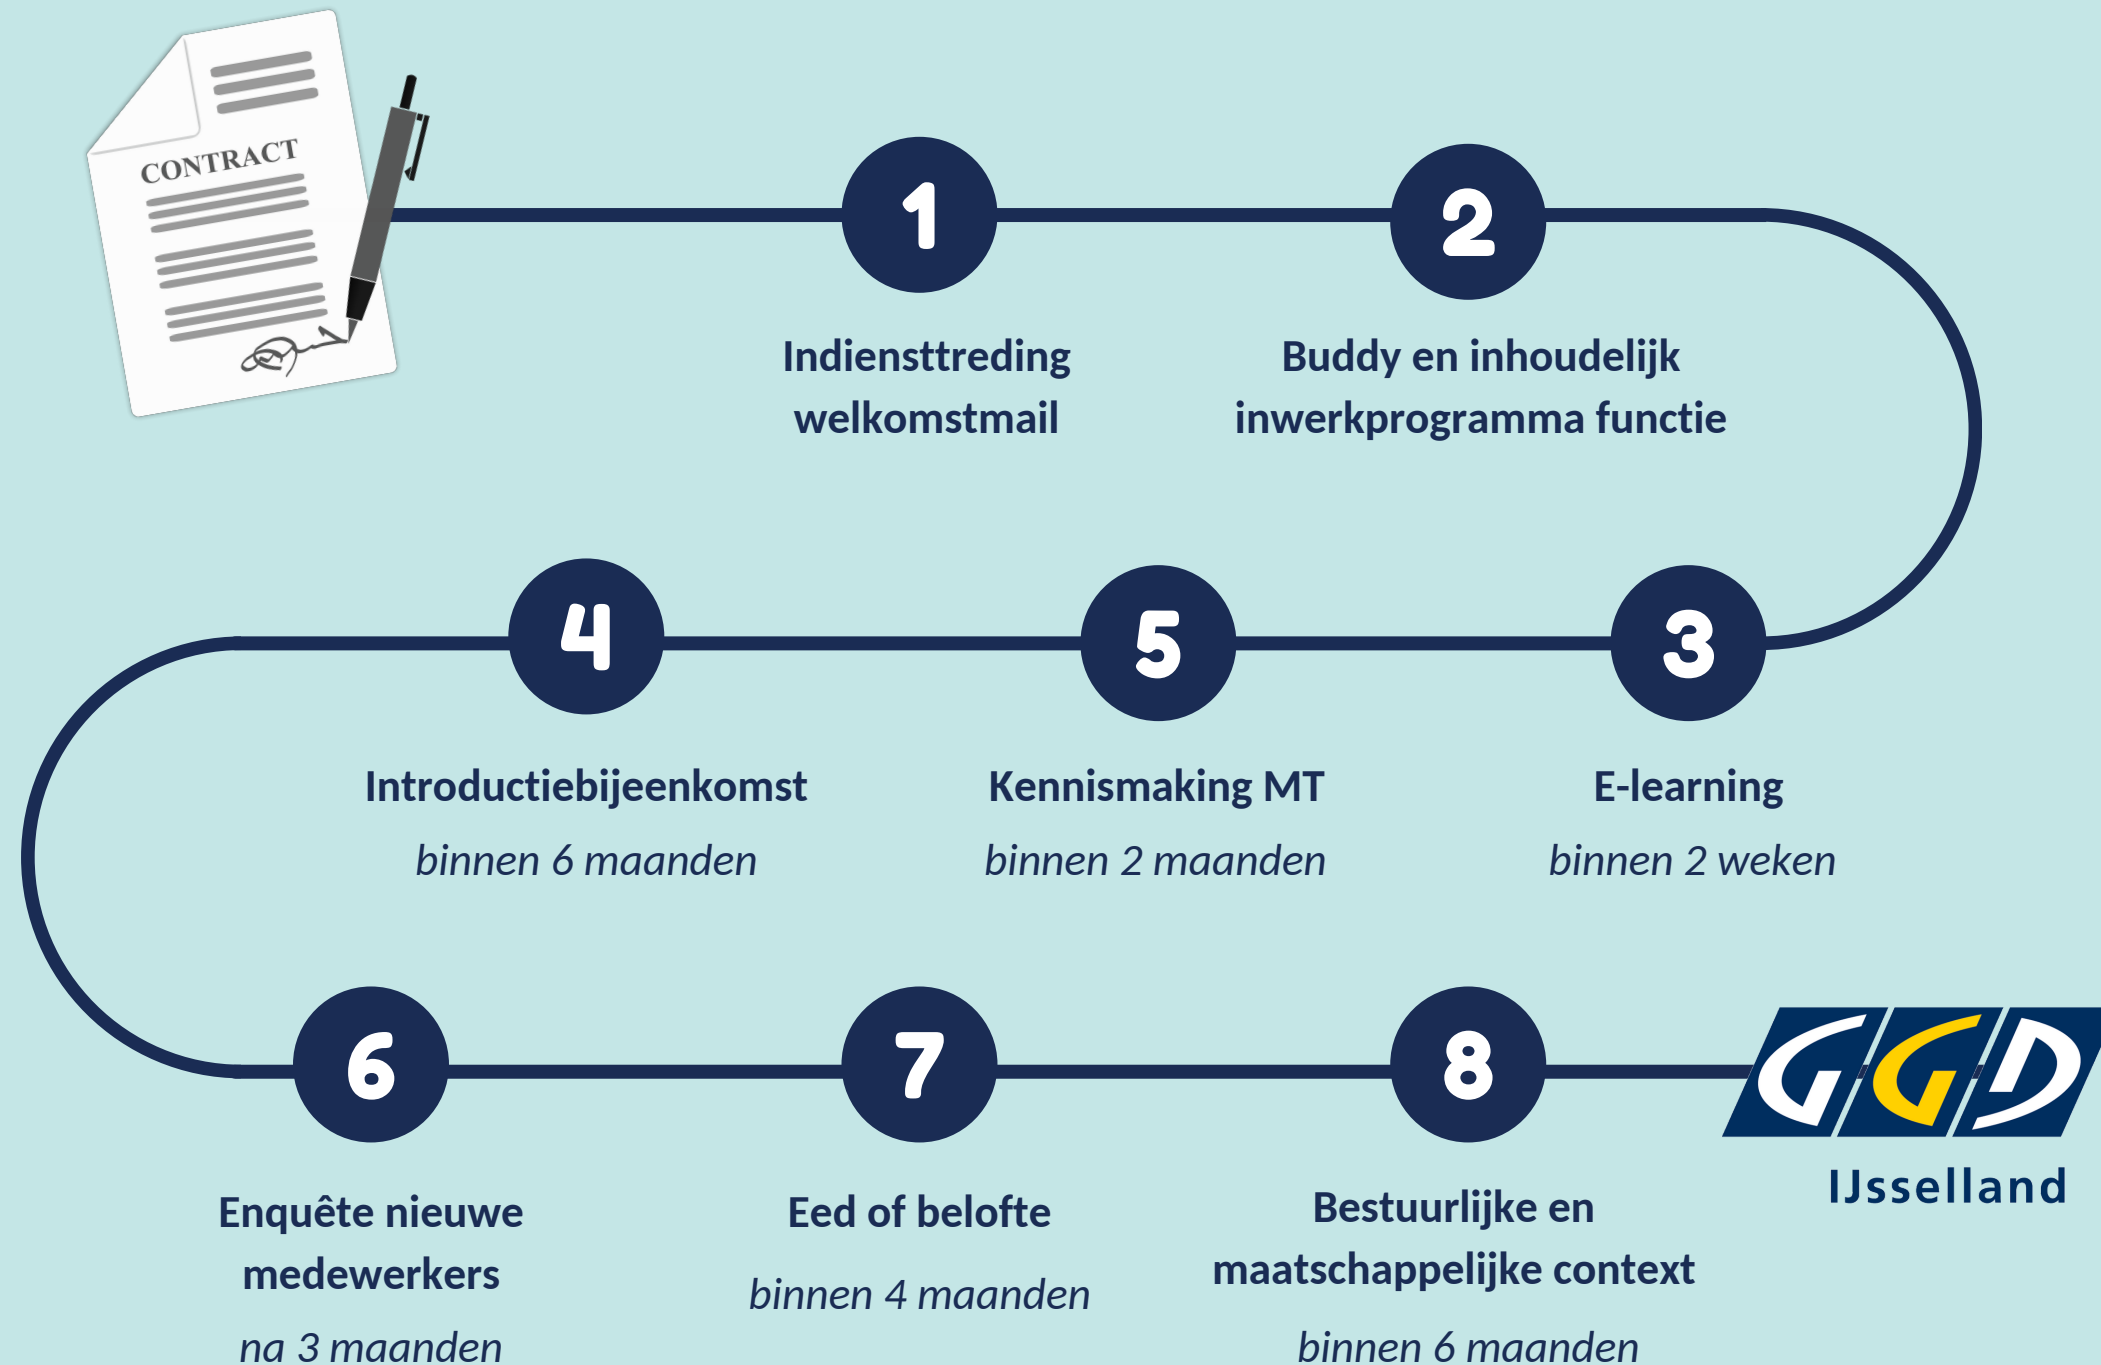 CONTRACT
1
2
Indiensttreding
welkomstmail
Buddy en inhoudelijk
inwerkprogramma functie
4
5
3
Introductiebijeenkomst
binnen 6 maanden
Kennismaking MT
binnen 2 maanden
E-learning
binnen 2 weken
6
7
8
GGD
IJsselland
Enquête nieuwe
medewerkers
na 3 maanden
Eed of belofte
binnen 4 maanden
Bestuurlijke en
maatschappelijke context
binnen 6 maanden